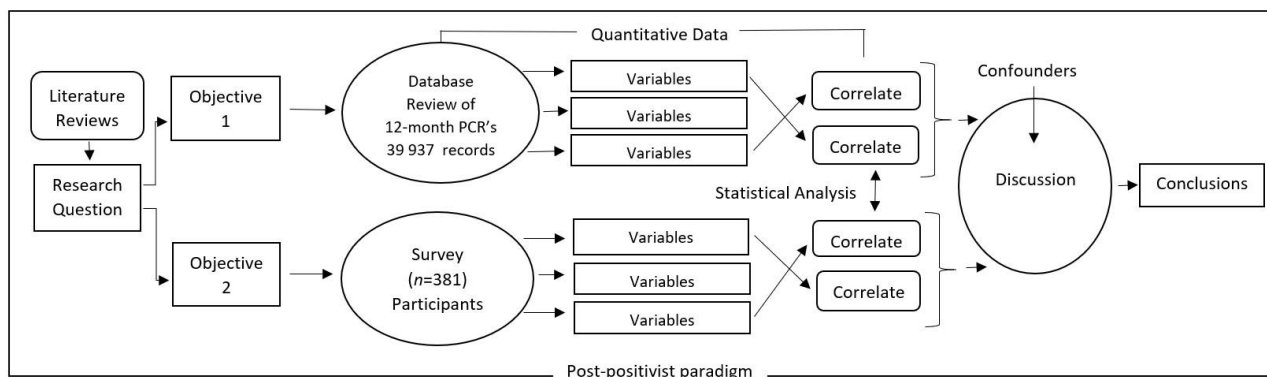 Quantitative Data
Literature
Reviews
Research
Question
Objective
1
Database
Review of
12-month PCR's
39 937 records
Variables
Variables
Variables
Correlate
Correlate
Statistical Analysis
Objective
2
Survey
(n=381)
Participants
Variables
Variables
Variables
Correlate
Correlate
Confounders
Discussion
Conclusions
Post-positivist paradigm